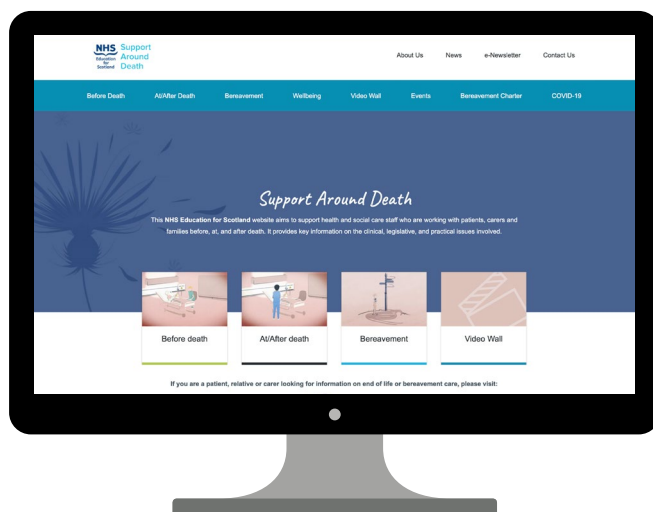 NHS
Education
for
Scotland
Support
Around
Death
About Us News e-Newsletter Contact Us
Before Death At/After Death Bereavement Wellbeing Video Wall Events Bereavement Charter COVID-19
Support Around Death
This NHS Education for Scotland website aims to support health and social care staff who are working with patients, carers and
families before, at, and after death. It provides key information on the clinical, legislative, and practical issues involved.
Before death At/After death Bereavement Video Wall
If you are a patient, relative or carer looking for information on end of life or bereavement care, please visit: